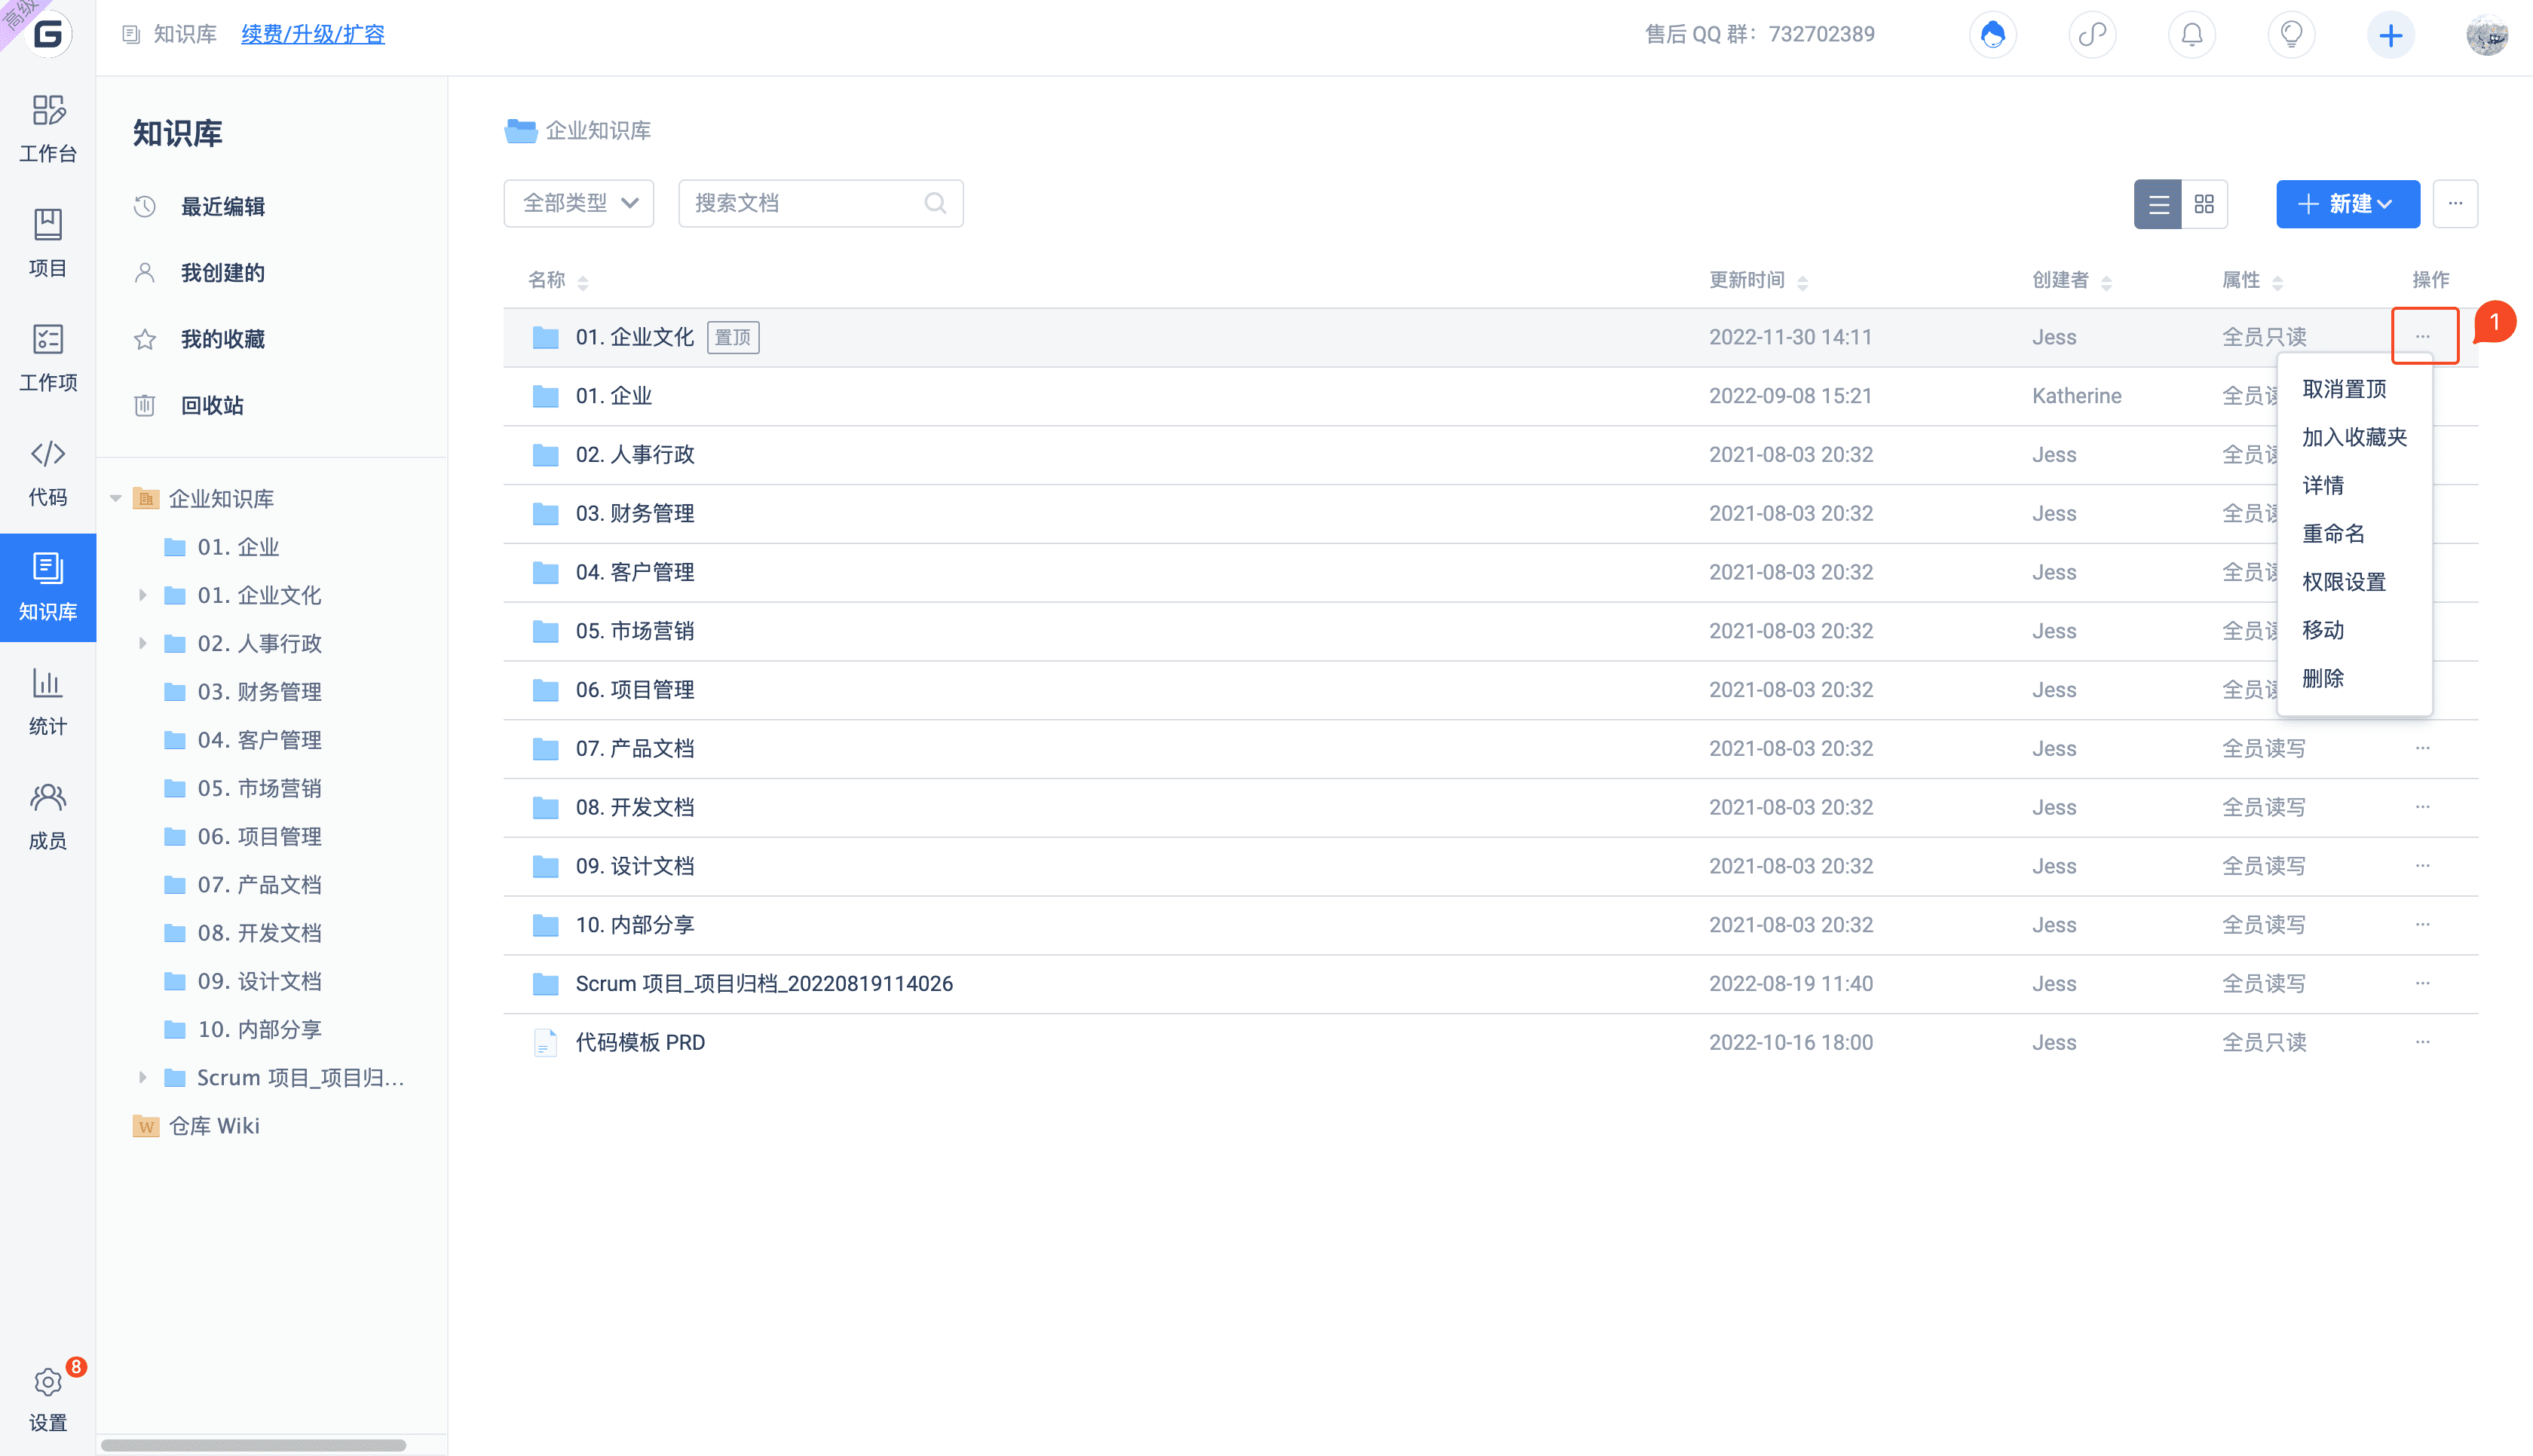 高级
知识库 续费/升级/扩容 售后 QQ 群：732702389
工作台
项目
工作项
代码
知识库
统计
成员
8
设置
知识库
最近编辑
我创建的
我的收藏
回收站
企业知识库
01. 企业
01. 企业文化
02. 人事行政
03. 财务管理
04. 客户管理
05. 市场营销
06. 项目管理
07. 产品文档
08. 开发文档
09. 设计文档
10. 内部分享
Scrum 项目_项目归...
W 仓库 Wiki
企业知识库
全部类型 搜索文档 新建 ...
名称 更新时间 创建者 属性 操作
01. 企业文化 置顶 2022-11-30 14:11 Jess 全员只读 ... 1
01. 企业 2022-09-08 15:21 Katherine 全员读
02. 人事行政 2021-08-03 20:32 Jess 全员读
03. 财务管理 2021-08-03 20:32 Jess 全员读
04. 客户管理 2021-08-03 20:32 Jess 全员读
05. 市场营销 2021-08-03 20:32 Jess 全员读
06. 项目管理 2021-08-03 20:32 Jess 全员读
07. 产品文档 2021-08-03 20:32 Jess 全员读写 ...
08. 开发文档 2021-08-03 20:32 Jess 全员读写 ...
09. 设计文档 2021-08-03 20:32 Jess 全员读写 ...
10. 内部分享 2021-08-03 20:32 Jess 全员读写 ...
Scrum 项目_项目归档_20220819114026 2022-08-19 11:40 Jess 全员读写 ...
代码模板 PRD 2022-10-16 18:00 Jess 全员只读 ...
取消置顶
加入收藏夹
详情
重命名
权限设置
移动
删除